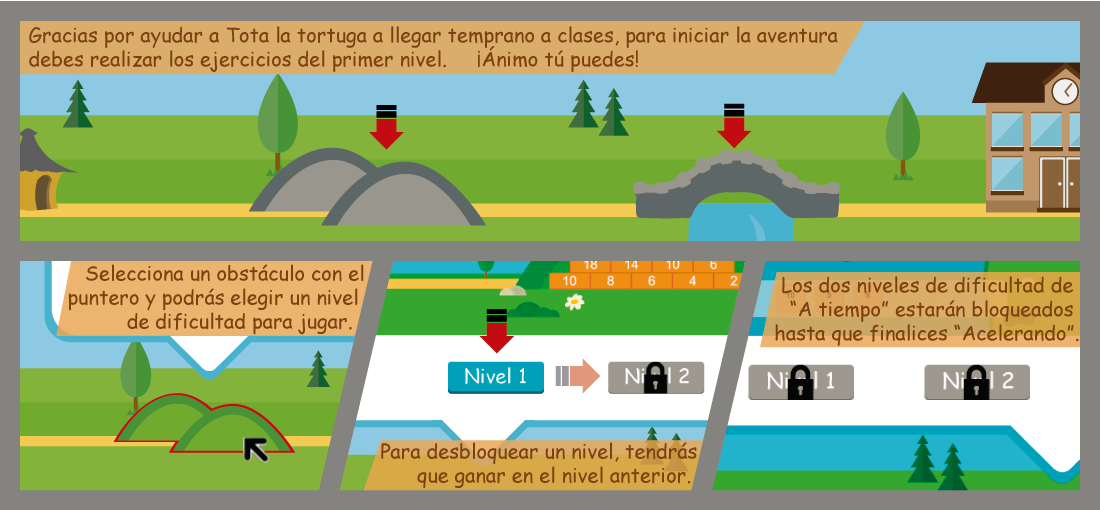 Gracias por ayudar a Tota la tortuga a llegar temprano a clases, para iniciar la aventura
debes realizar los ejercicios del primer nivel. ¡Ánimo tú puedes!
Selecciona un obstáculo con el
puntero y podrás elegir un nivel
de dificultad para jugar.
18 14 10 6
10 8 6 4 2
Nivel 1
Nivel 2
Para desbloquear un nivel, tendrás
que ganar en el nivel anterior.
Los dos niveles de dificultad de
“A tiempo” estarán bloqueados
hasta que finalices “Acelerando”.
Nivel 1
Nivel 2